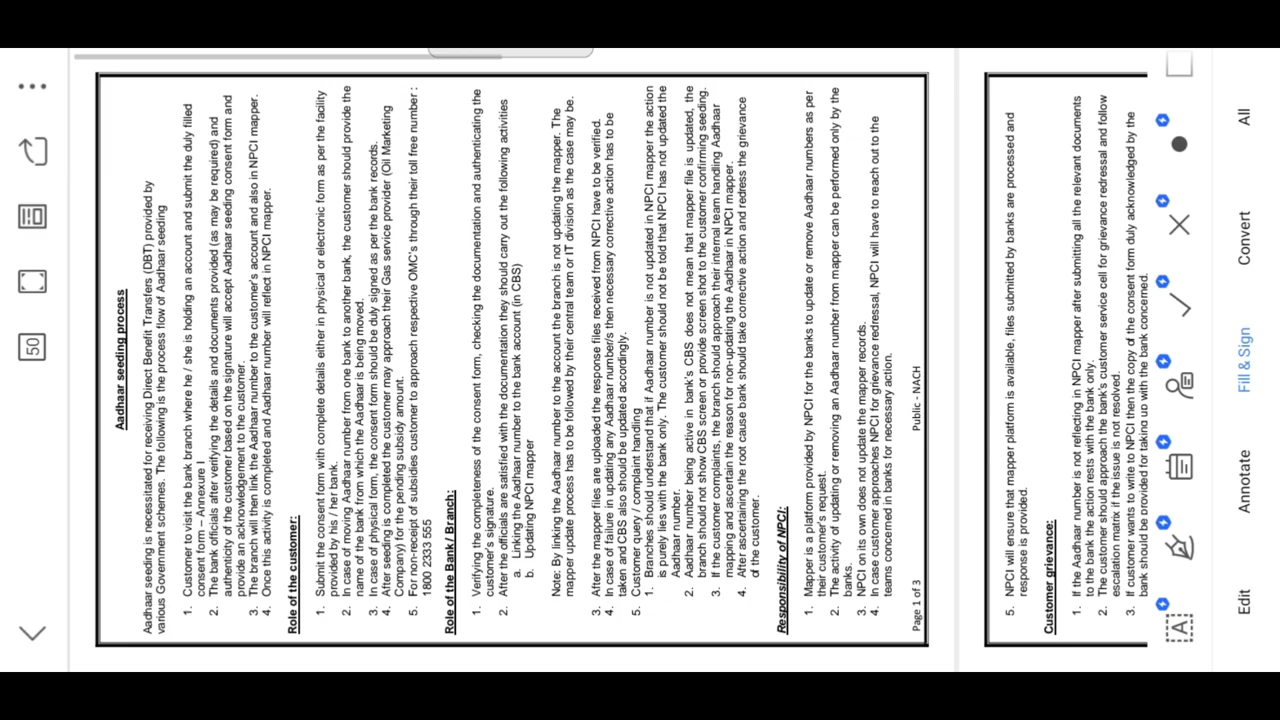 Aadhaar seeding process
Aadhaar seeding is necessitated for receiving Direct Benefit Transfers (DBT) provided by
various Government schemes. The following is the process flow of Aadhaar seeding
1. Customer to visit the bank branch where he / she is holding an account and submit the duly filled
consent form – Annexure I
2. The bank officials after verifying the details and documents provided (as may be required) and
authenticity of the customer based on the signature will accept Aadhaar seeding consent form and
provide an acknowledgement to the customer.
3. The branch will then link the Aadhaar number to the customer's account and also in NPCI mapper.
4. Once this activity is completed and Aadhaar number will reflect in NPCI mapper.
Role of the customer:
1. Submit the consent form with complete details either in physical or electronic form as per the facility
provided by his / her bank.
2. In case of moving Aadhaar number from one bank to another bank, the customer should provide the
name of the bank from which the Aadhaar is being moved.
3. In case of physical form, the consent form should be duly signed as per the bank records.
4. After seeding is completed the customer may approach their Gas service provider (Oil Marketing
Company) for the pending subsidy amount.
5. For non-receipt of subsidies customer to approach respective OMC's through their toll free number :
1800 2333 555
Role of the Bank / Branch:
1. Verifying the completeness of the consent form, checking the documentation and authenticating the
customer's signature.
2. After the officials are satisfied with the documentation they should carry out the following activities
a. Linking the Aadhaar number to the bank account (in CBS)
b. Updating NPCI mapper
Note: By linking the Aadhaar number to the account the branch is not updating the mapper. The
mapper update process has to be followed by their central team or IT division as the case may be.
3. After the mapper files are uploaded the response files received from NPCI have to be verified.
4. In case of failure in updating any Aadhaar number/s then necessary corrective action has to be
taken and CBS also should be updated accordingly.
5. Customer query / complaint handling
1. Branches should understand that if Aadhaar number is not updated in NPCI mapper the action
is purely lies with the bank only. The customer should not be told that NPCI has not updated the
Aadhaar number.
2. Aadhaar number being active in bank's CBS does not mean that mapper file is updated, the
branch should not show CBS screen or provide screen shot to the customer confirming seeding.
3. If the customer complaints, the branch should approach their internal team handling Aadhaar
mapping and ascertain the reason for non-updating the Aadhaar in NPCI mapper.
4. After ascertaining the root cause bank should take corrective action and redress the grievance
of the customer.
Responsibility of NPCI:
1. Mapper is a platform provided by NPCI for the banks to update or remove Aadhaar numbers as per
their customer's request.
2. The activity of updating or removing an Aadhaar number from mapper can be performed only by the
banks.
3. NPCI on its own does not update the mapper records.
4. In case customer approaches NPCI for grievance redressal, NPCI will have to reach out to the
teams concerned in banks for necessary action.
Page 1 of 3 Public - NACH
5. NPCI will ensure that mapper platform is available, files submitted by banks are processed and
response is provided.
Customer grievance:
1. If the Aadhaar number is not reflecting in NPCI mapper after submitting all the relevant documents
to the bank the action rests with the bank only.
2. The customer should approach the bank's customer service cell for grievance redressal and follow
escalation matrix if the issue is not resolved.
3. If customer wants to write to NPCI then the copy of the consent form duly acknowledged by the
bank should be provided for taking up with the bank concerned.
50
A
Edit Annotate Fill & Sign Convert All